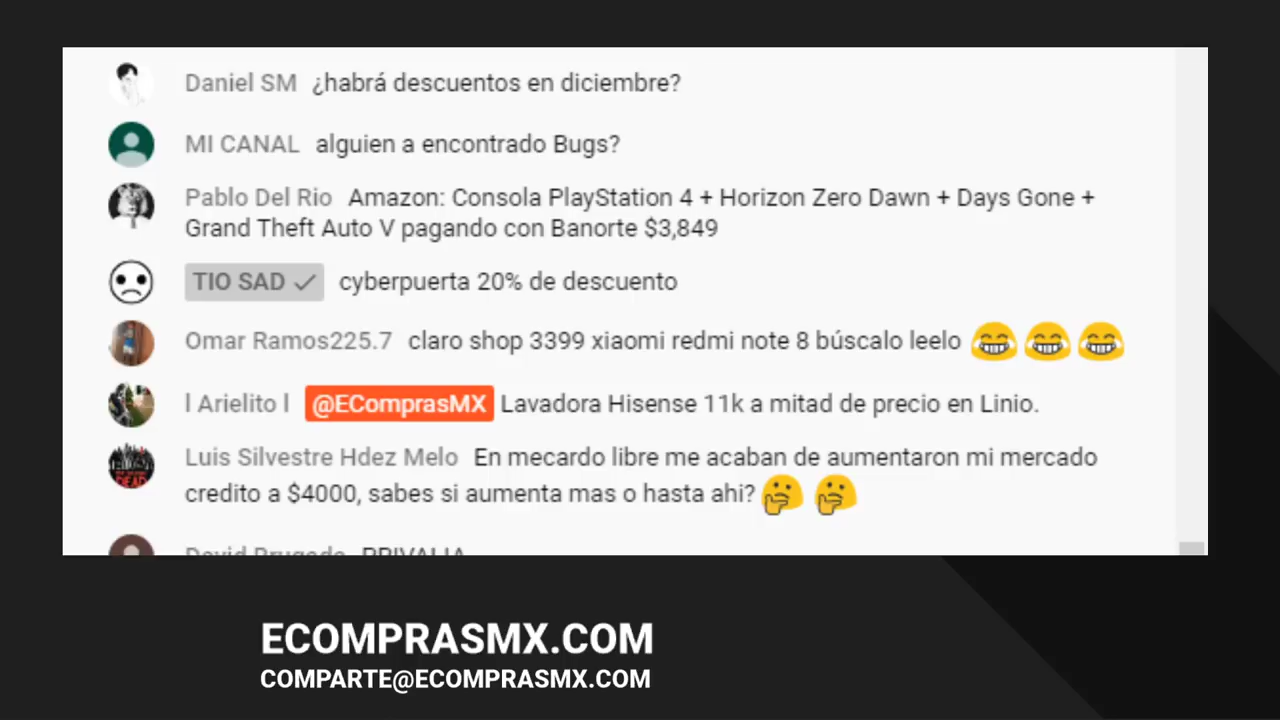 Daniel SM ¿habrá descuentos en diciembre?
MI CANAL alguien a encontrado Bugs?
Pablo Del Rio Amazon: Consola PlayStation 4 + Horizon Zero Dawn + Days Gone +
Grand Theft Auto V pagando con Banorte $3,849
TIO SAD ✓ cyberpuerta 20% de descuento
Omar Ramos225.7 claro shop 3399 xiaomi redmi note 8 búscalo leelo 😂😂😂
l Arielito l @EComprasMX Lavadora Hisense 11k a mitad de precio en Linio.
Luis Silvestre Hdez Melo En mecardo libre me acaban de aumentaron mi mercado
credito a $4000, sabes si aumenta mas o hasta ahi? 🤔🤔
David PRIVALIA
ECOMPRASMX.COM
COMPARTE@ECOMPRASMX.COM